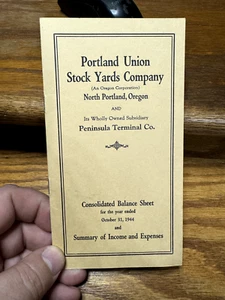 Portland Union
Stock Yards Company
(An Oregon Corporation)
North Portland, Oregon
AND
Its Wholly Owned Subsidiary
Peninsula Terminal Co.
Consolidated Balance Sheet
for the year ended
October 31, 1944
and
Summary of Income and Expenses